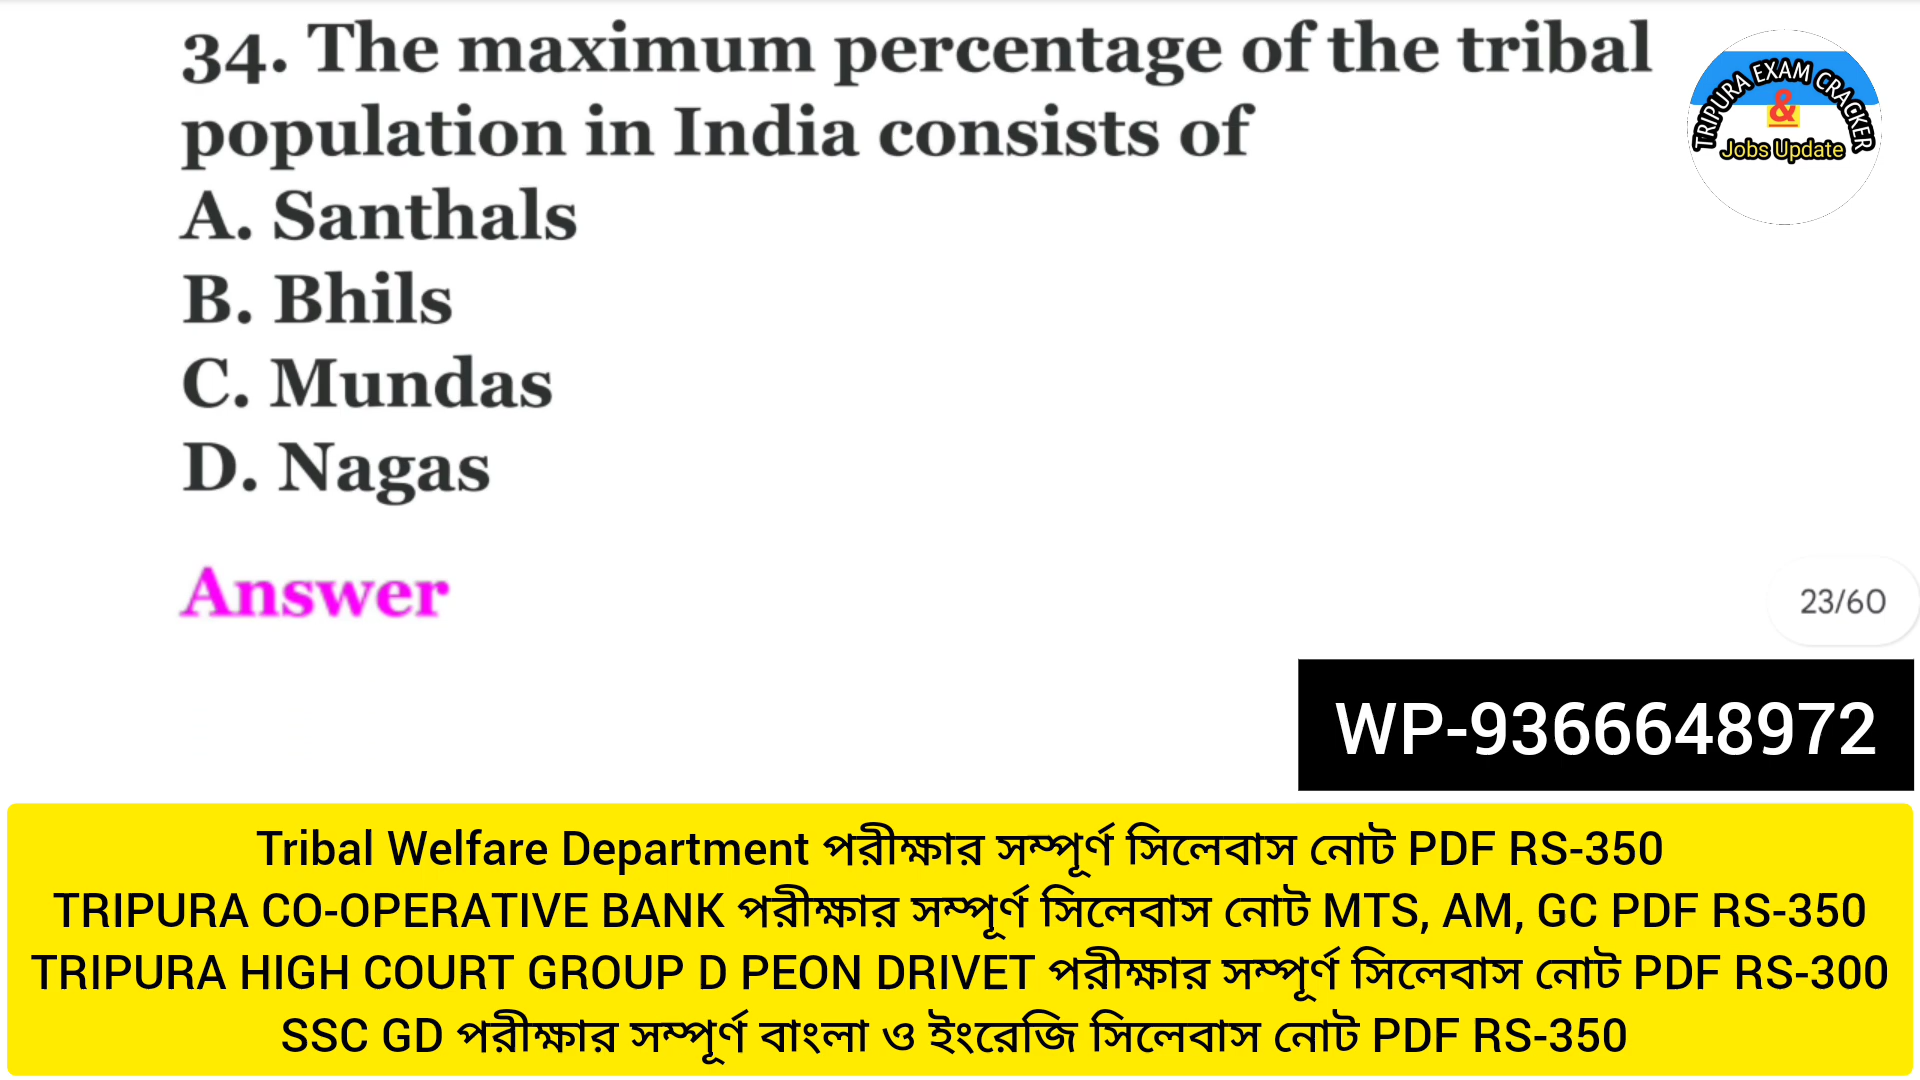 34. The maximum percentage of the tribal
population in India consists of
A. Santhals
B. Bhils
C. Mundas
D. Nagas
Answer
TRIPURA EXAM CRACKER
&
Jobs Update
23/60
WP-9366648972
Tribal Welfare Department পরীক্ষার সম্পূর্ণ সিলেবাস নোট PDF RS-350
TRIPURA CO-OPERATIVE BANK পরীক্ষার সম্পূর্ণ সিলেবাস নোট MTS, AM, GC PDF RS-350
TRIPURA HIGH COURT GROUP D PEON DRIVET পরীক্ষার সম্পূর্ণ সিলেবাস নোট PDF RS-300
SSC GD পরীক্ষার সম্পূর্ণ বাংলা ও ইংরেজি সিলেবাস নোট PDF RS-350